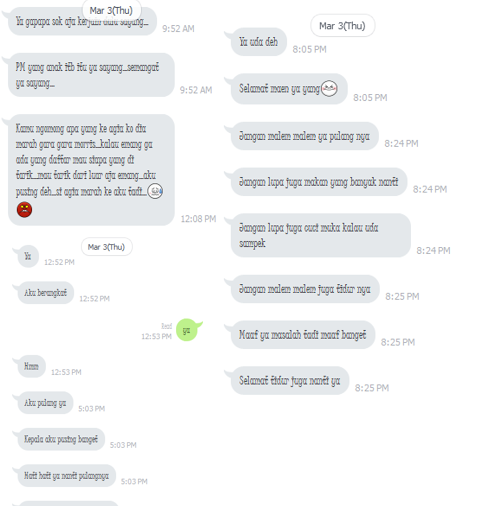 Mar 3(Thu)
Ya gapapa sok aja kerjain dulu sayang...
9:52 AM
PM yang anak ttb itu ya sayang...semangat
ya sayang...
9:52 AM
Kamu ngomong apa yang ke agta ko dia
marah gara gara morris...kalau emang ga
ada yang daftar mau siapa yang di
tarik...mau tarik dari luar aja emang...aku
pusing deh...si agta marah ke aku tadi...
12:08 PM
Mar 3(Thu)
Ya
12:52 PM
Aku berangkat
12:52 PM
12:53 PM
ya
Hmm
12:53 PM
Aku pulang ya
5:03 PM
Kepala aku pusing banget
5:03 PM
Hati hati ya nanti pulangnya
5:03 PM
Mar 3(Thu)
Ya uda deh
8:05 PM
Selamat maen ya yang
8:05 PM
Jangan malem malem ya pulang nya
8:24 PM
Jangan lupa juga makan yang banyak nanti
8:24 PM
Jangan lupa juga cuci muka kalau uda
sampek
8:24 PM
Jangan malem malem juga tidur nya
8:25 PM
Maaf ya masalah tadi maaf banget
8:25 PM
Selamat tidur juga nanti ya
8:25 PM